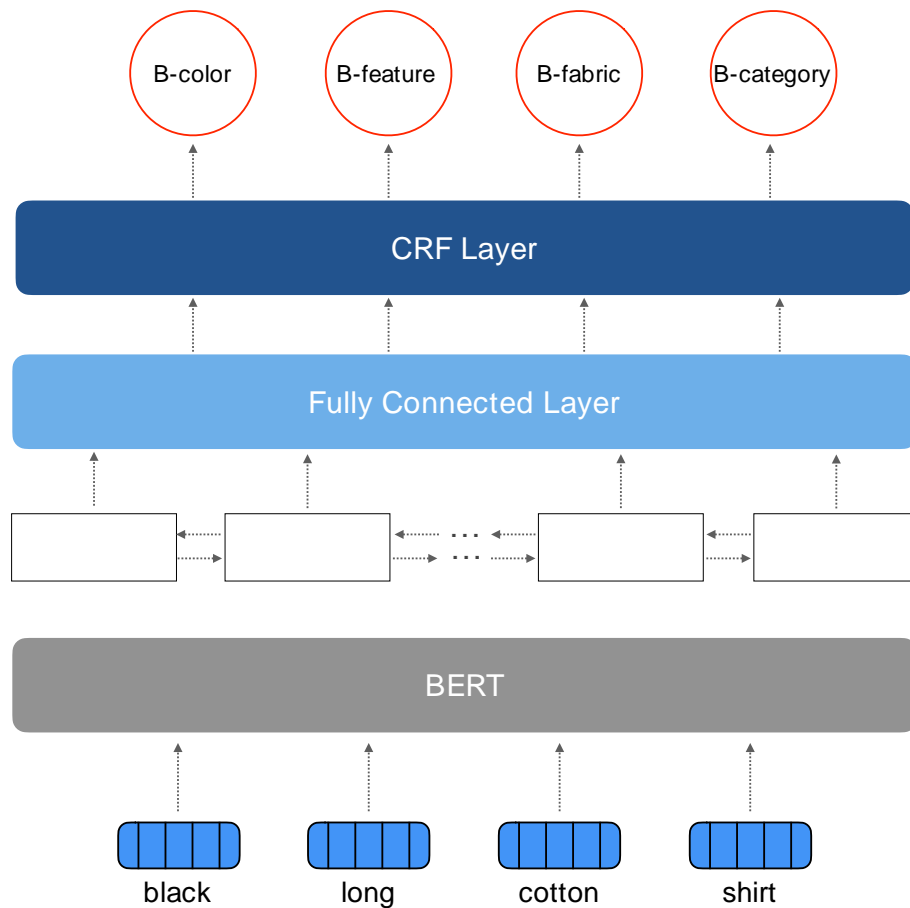 B-color B-feature B-fabric B-category
CRF Layer
Fully Connected Layer
...
...
BERT
black long cotton shirt